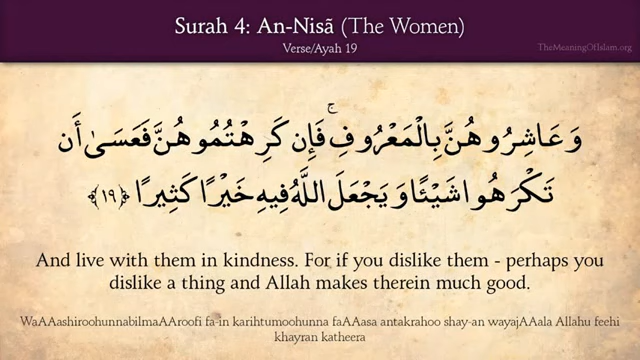 Surah 4: An-Nisã (The Women)
Verse/Ayah 19
TheMeaningOfIslam.org
وَعَاشِرُوهُنَّ بِالْمَعْرُوفِ ۚ فَإِن كَرِهْتُمُوهُنَّ فَعَسَىٰ أَن
تَكْرَهُوا شَيْئًا وَيَجْعَلَ اللَّهُ فِيهِ خَيْرًا كَثِيرًا ﴿١٩﴾
And live with them in kindness. For if you dislike them - perhaps you
dislike a thing and Allah makes therein much good.
WaAAashiroohunnabilmaAAroofi fa-in karihtumoohunna faAAasa antakrahoo shay-an wayajAAala Allahu feehi
khayran katheera